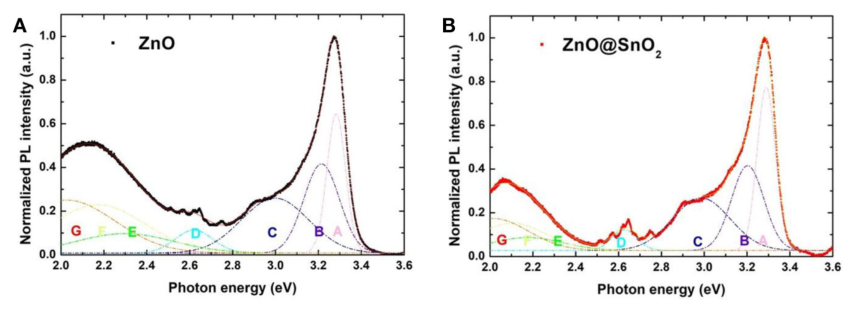 A
ZnO
Normalized PL intensity (a.u.)
1.0
0.8
0.6
0.4
0.2
0.0
G F E D C B A
2.0 2.2 2.4 2.6 2.8 3.0 3.2 3.4 3.6
Photon energy (eV)
B
ZnO@SnO₂
Normalized PL intensity (a.u.)
1.0
0.8
0.6
0.4
0.2
0.0
G F E D C B A
2.0 2.2 2.4 2.6 2.8 3.0 3.2 3.4 3.6
Photon energy (eV)